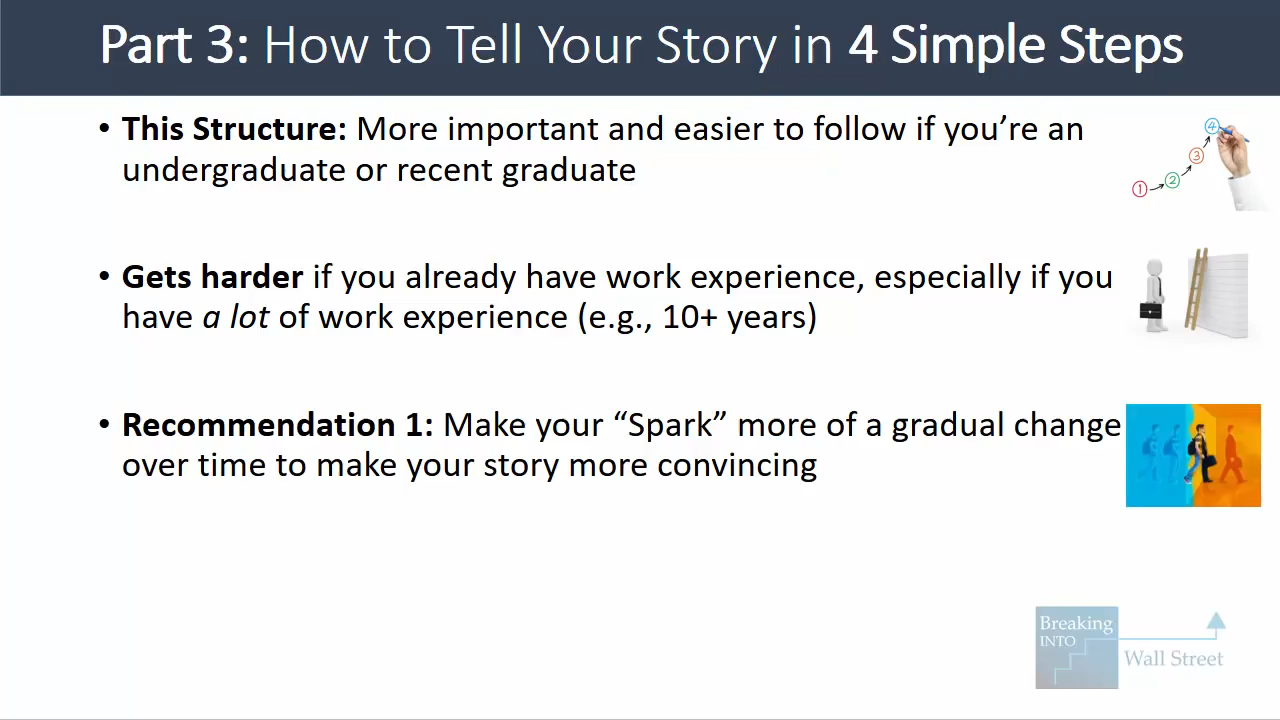 Part 3: How to Tell Your Story in 4 Simple Steps
• This Structure: More important and easier to follow if you’re an
undergraduate or recent graduate
1 2 3 4
• Gets harder if you already have work experience, especially if you
have a lot of work experience (e.g., 10+ years)
• Recommendation 1: Make your “Spark” more of a gradual change
over time to make your story more convincing
Breaking
INTO
Wall Street